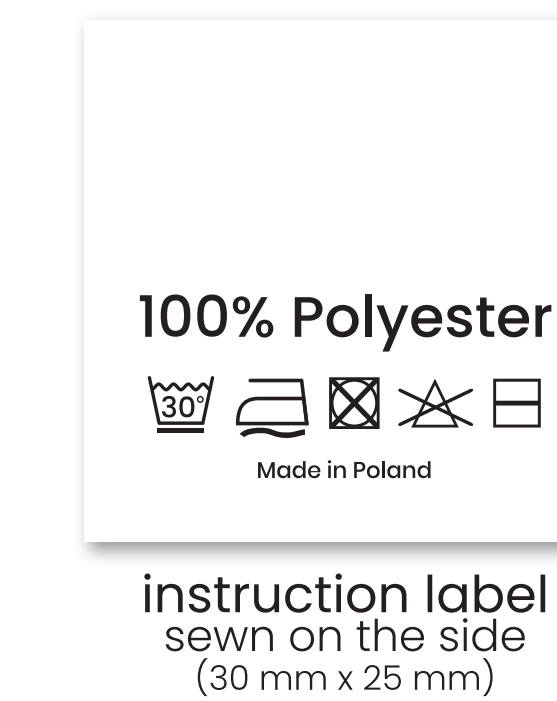 100% Polyester
30°
Made in Poland
instruction label
sewn on the side
(30 mm x 25 mm)